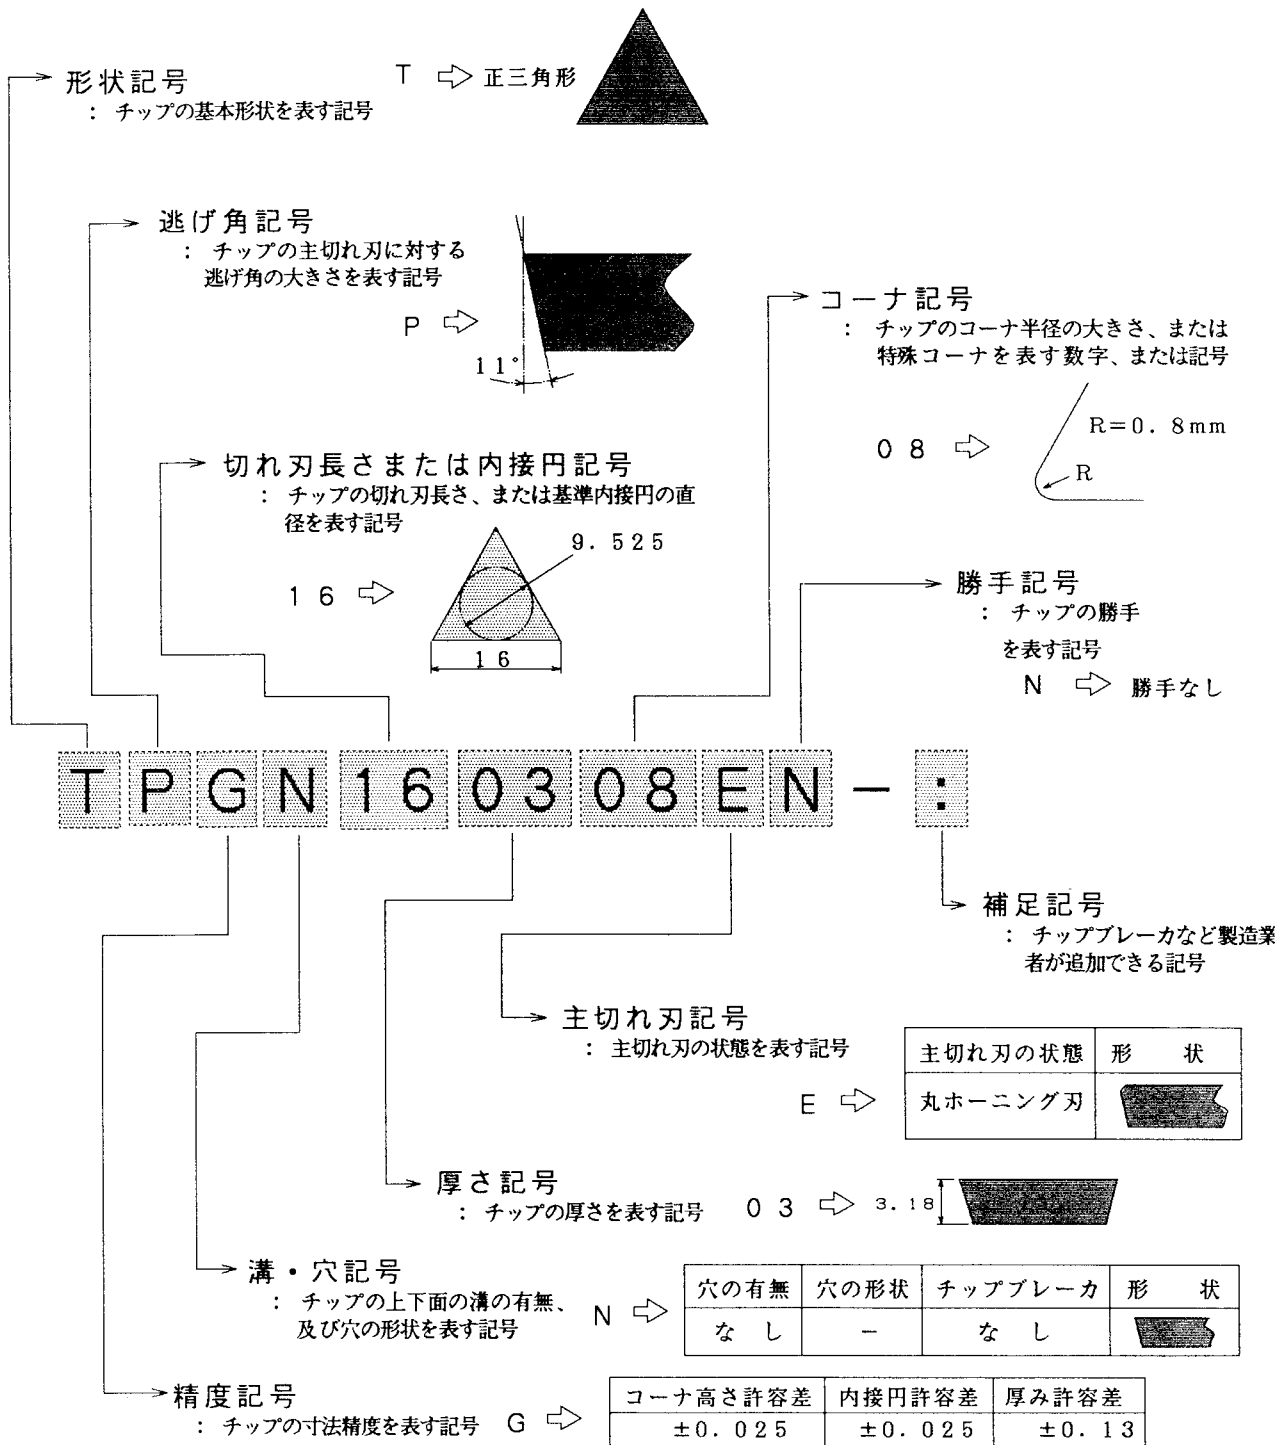 形状記号
: チップの基本形状を表す記号
T ⇨ 正三角形
逃げ角記号
: チップの主切れ刃に対する
逃げ角の大きさを表す記号
P ⇨
11°
コーナ記号
: チップのコーナ半径の大きさ、または
特殊コーナを表す数字、または記号
08 ⇨
R=0.8mm
R
切れ刃長さまたは内接円記号
: チップの切れ刃長さ、または基準内接円の直
径を表す記号
9.525
16 ⇨
16
勝手記号
: チップの勝手
を表す記号
N ⇨ 勝手なし
TPGN160308EN-:
補足記号
: チップブレーカなど製造業
者が追加できる記号
主切れ刃記号
: 主切れ刃の状態を表す記号
E ⇨
主切れ刃の状態 形 状
丸ホーニング刃
厚さ記号
: チップの厚さを表す記号
03 ⇨ 3.18
溝・穴記号
: チップの上下面の溝の有無、
及び穴の形状を表す記号
N ⇨
穴の有無 穴の形状 チップブレーカ 形 状
なし - なし
精度記号
: チップの寸法精度を表す記号
G ⇨
コーナ高さ許容差 内接円許容差 厚み許容差
±0.025 ±0.025 ±0.13